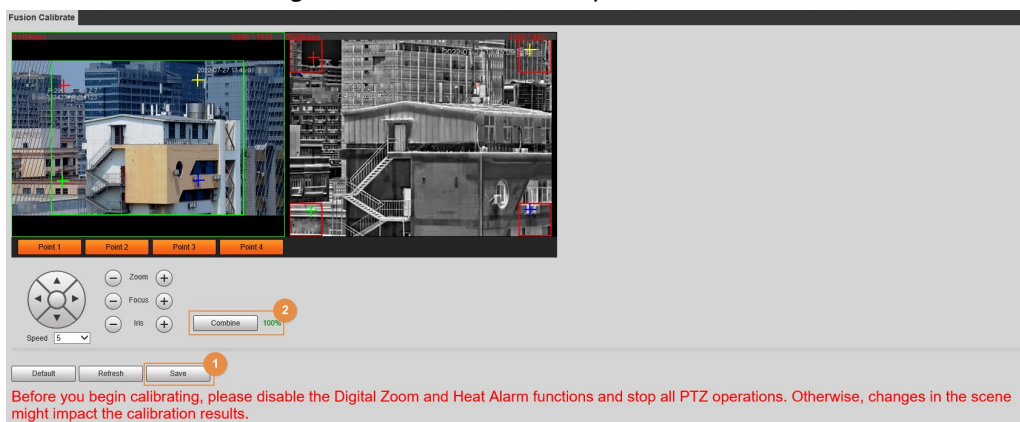 Fusion Calibrate
Point 1
Point 2
Point 3
Point 4
Zoom
Focus
Iris
Speed 5
Combine 100%
2
1
Default
Refresh
Save
Before you begin calibrating, please disable the Digital Zoom and Heat Alarm functions and stop all PTZ operations. Otherwise, changes in the scene
might impact the calibration results.